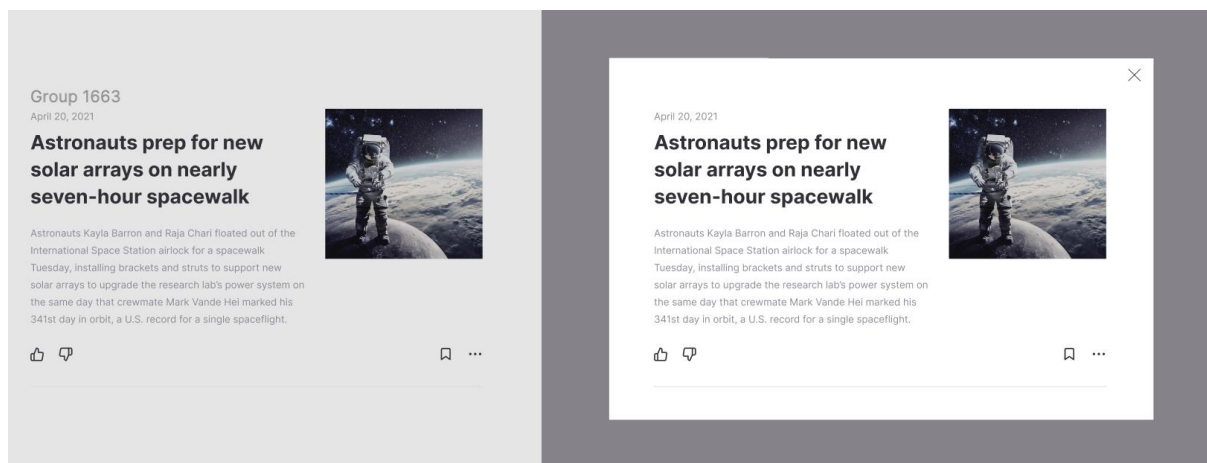 Group 1663
April 20, 2021
Astronauts prep for new
solar arrays on nearly
seven-hour spacewalk
Astronauts Kayla Barron and Raja Chari floated out of the
International Space Station airlock for a spacewalk
Tuesday, installing brackets and struts to support new
solar arrays to upgrade the research lab's power system on
the same day that crewmate Mark Vande Hei marked his
341st day in orbit, a U.S. record for a single spaceflight.
April 20, 2021
Astronauts prep for new
solar arrays on nearly
seven-hour spacewalk
Astronauts Kayla Barron and Raja Chari floated out of the
International Space Station airlock for a spacewalk
Tuesday, installing brackets and struts to support new
solar arrays to upgrade the research lab's power system on
the same day that crewmate Mark Vande Hei marked his
341st day in orbit, a U.S. record for a single spaceflight.